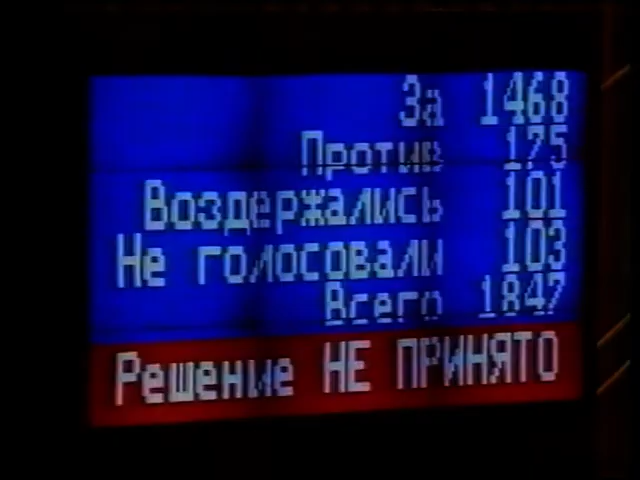 За 1468
Против 175
Воздержались 101
Не голосовали 103
Всего 1847
Решение НЕ ПРИНЯТО